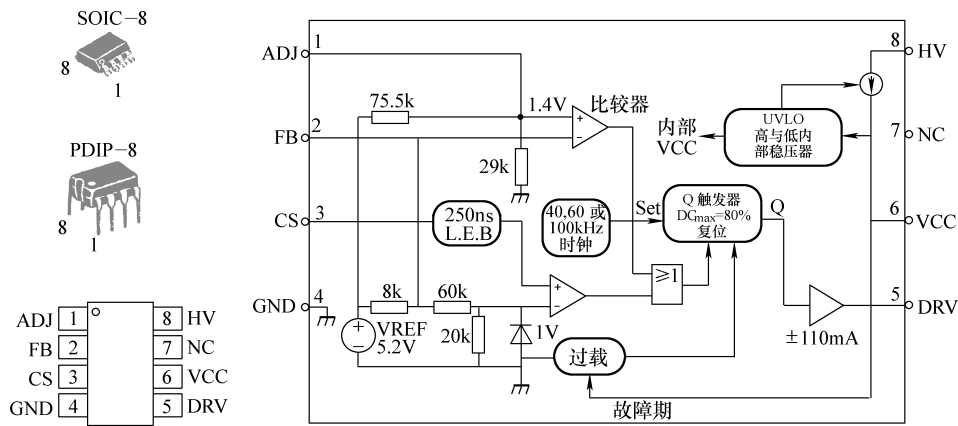 SOIC-8
8
1
PDIP-8
8
1
ADJ 1 8 HV
FB 2 7 NC
CS 3 6 VCC
GND 4 5 DRV
ADJ 1
FB 2
CS 3
GND 4
8 HV
7 NC
6 VCC
5 DRV
75.5k
1.4V
比较器
29k
250ns
L.E.B
40,60 或
100kHz
时钟
Set
Q 触发器
DCmax=80%
复位
Q
内部
VCC
UVLO
高与低内
部稳压器
≥1
8k
60k
20k
VREF
5.2V
1V
过载
±110mA
故障期